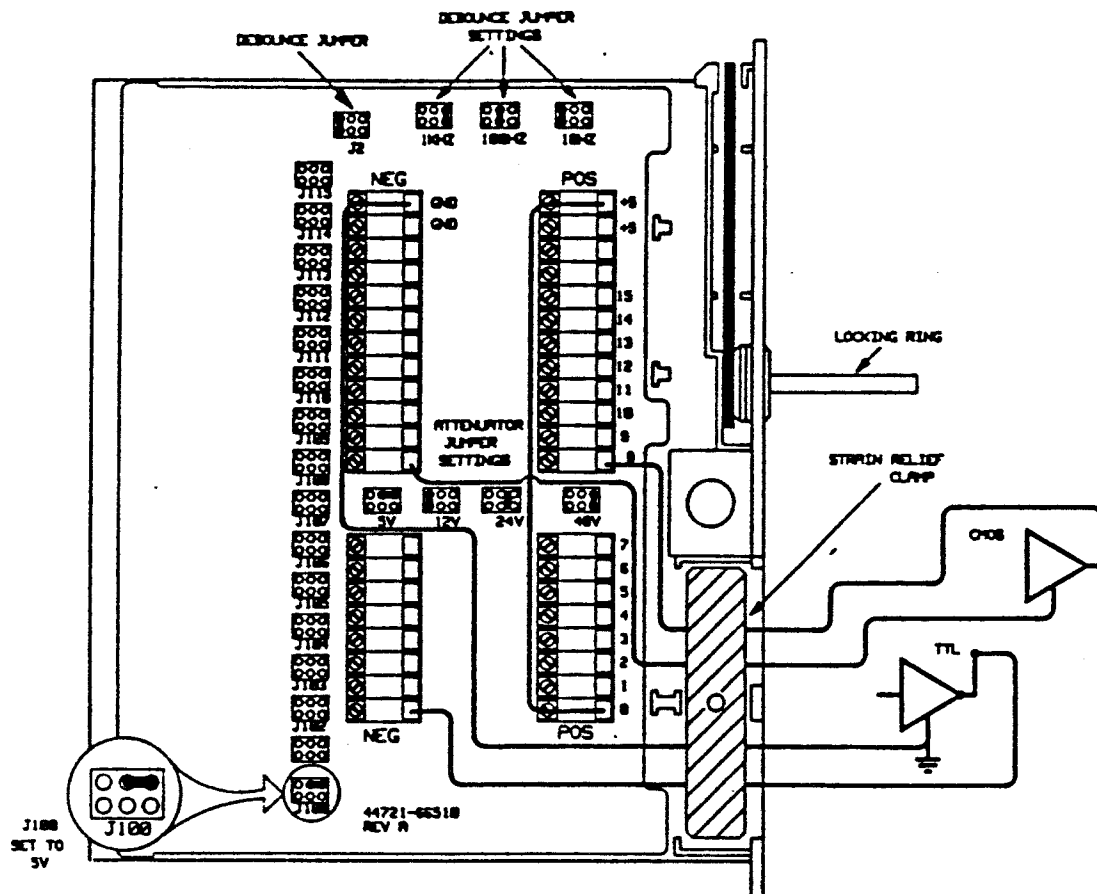 DEBOUNCE JUMPER
DEBOUNCE JUMPER
SETTINGS
J2
1KHZ
100HZ
10HZ
NEG
POS
J115
J114
J113
J112
J111
J110
J109
J108
J107
J106
J105
J104
J103
J102
GND
GND
+5
+5
15
14
13
12
11
10
9
8
ATTENUATOR
JUMPER
SETTINGS
5V
12V
24V
48V
7
6
5
4
3
2
1
0
NEG
POS
LOCKING RING
STRAIN RELIEF
CLAMP
CMOS
TTL
J100
J100
J100
SET TO
5V
44721-66510
REV A